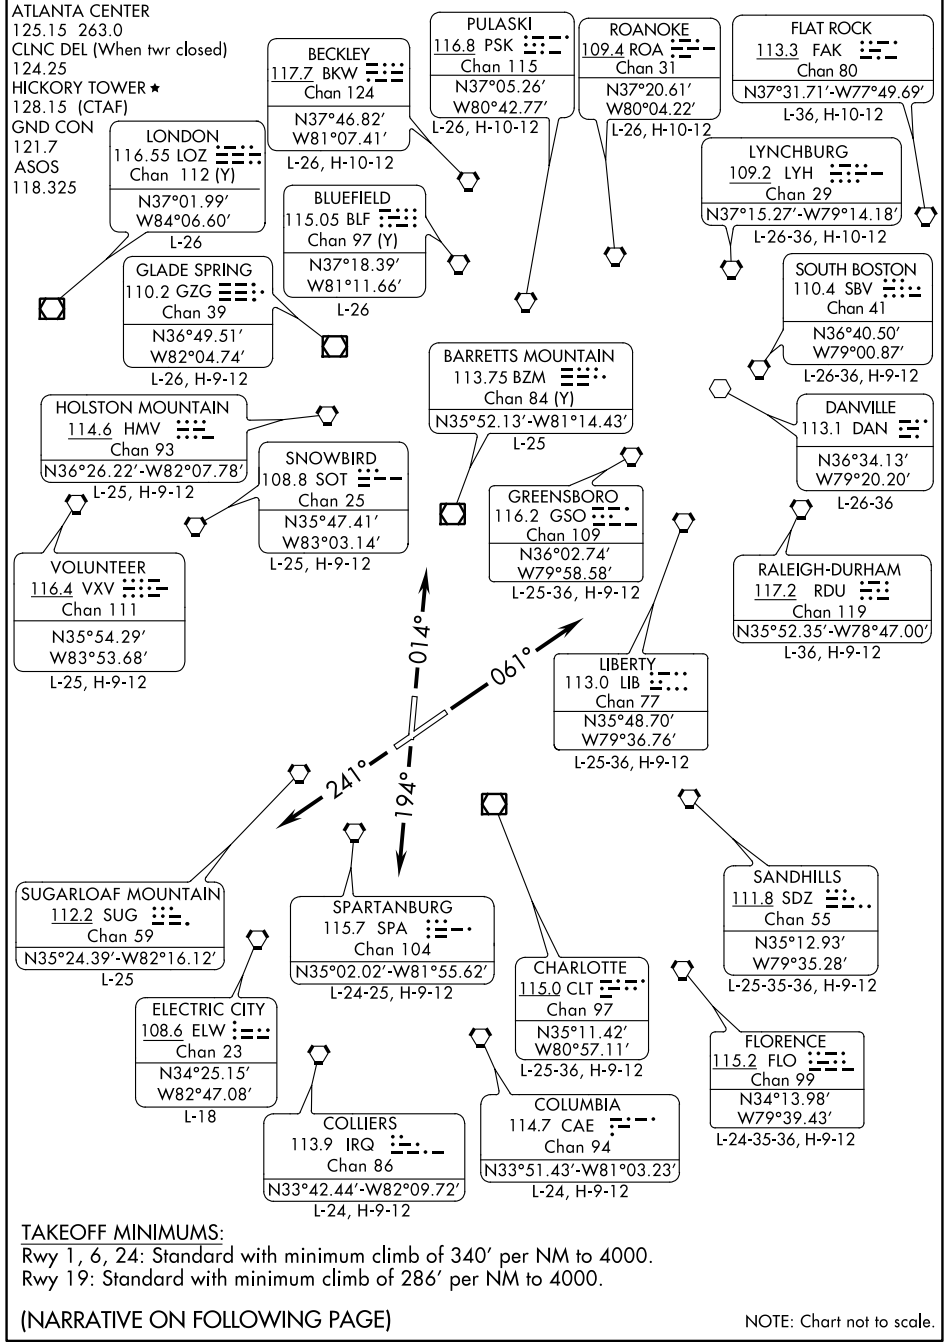 ATLANTA CENTER
125.15 263.0
CLNC DEL (When twr closed)
124.25
HICKORY TOWER ★
128.15 (CTAF)
GND CON
121.7
ASOS
118.325
LONDON
116.55 LOZ
Chan 112 (Y)
N37°01.99′
W84°06.60′
L-26
BECKLEY
117.7 BKW
Chan 124
N37°46.82′
W81°07.41′
L-26, H-10-12
PULASKI
116.8 PSK
Chan 115
N37°05.26′
W80°42.77′
L-26, H-10-12
ROANOKE
109.4 ROA
Chan 31
N37°20.61′
W80°04.22′
L-26, H-10-12
FLAT ROCK
113.3 FAK
Chan 80
N37°31.71′-W77°49.69′
L-36, H-10-12
LYNCHBURG
109.2 LYH
Chan 29
N37°15.27′-W79°14.18′
L-26-36, H-10-12
BLUEFIELD
115.05 BLF
Chan 97 (Y)
N37°18.39′
W81°11.66′
L-26
GLADE SPRING
110.2 GZG
Chan 39
N36°49.51′
W82°04.74′
L-26, H-9-12
SOUTH BOSTON
110.4 SBV
Chan 41
N36°40.50′
W79°00.87′
L-26-36, H-9-12
BARRETTS MOUNTAIN
113.75 BZM
Chan 84 (Y)
N35°52.13′-W81°14.43′
L-25
HOLSTON MOUNTAIN
114.6 HMV
Chan 93
N36°26.22′-W82°07.78′
L-25, H-9-12
DANVILLE
113.1 DAN
N36°34.13′
W79°20.20′
L-26-36
SNOWBIRD
108.8 SOT
Chan 25
N35°47.41′
W83°03.14′
L-25, H-9-12
GREENSBORO
116.2 GSO
Chan 109
N36°02.74′
W79°58.58′
L-25-36, H-9-12
VOLUNTEER
116.4 VXV
Chan 111
N35°54.29′
W83°53.68′
L-25, H-9-12
RALEIGH-DURHAM
117.2 RDU
Chan 119
N35°52.35′-W78°47.00′
L-36, H-9-12
LIBERTY
113.0 LIB
Chan 77
N35°48.70′
W79°36.76′
L-25-36, H-9-12
014°
061°
241°
194°
SUGARLOAF MOUNTAIN
112.2 SUG
Chan 59
N35°24.39′-W82°16.12′
L-25
SPARTANBURG
115.7 SPA
Chan 104
N35°02.02′-W81°55.62′
L-24-25, H-9-12
SANDHILLS
111.8 SDZ
Chan 55
N35°12.93′
W79°35.28′
L-25-35-36, H-9-12
CHARLOTTE
115.0 CLT
Chan 97
N35°11.42′
W80°57.11′
L-25-36, H-9-12
ELECTRIC CITY
108.6 ELW
Chan 23
N34°25.15′
W82°47.08′
L-18
FLORENCE
115.2 FLO
Chan 99
N34°13.98′
W79°39.43′
L-24-35-36, H-9-12
COLLIERS
113.9 IRQ
Chan 86
N33°42.44′-W82°09.72′
L-24, H-9-12
COLUMBIA
114.7 CAE
Chan 94
N33°51.43′-W81°03.23′
L-24, H-9-12
TAKEOFF MINIMUMS:
Rwy 1, 6, 24: Standard with minimum climb of 340′ per NM to 4000.
Rwy 19: Standard with minimum climb of 286′ per NM to 4000.
(NARRATIVE ON FOLLOWING PAGE)
NOTE: Chart not to scale.